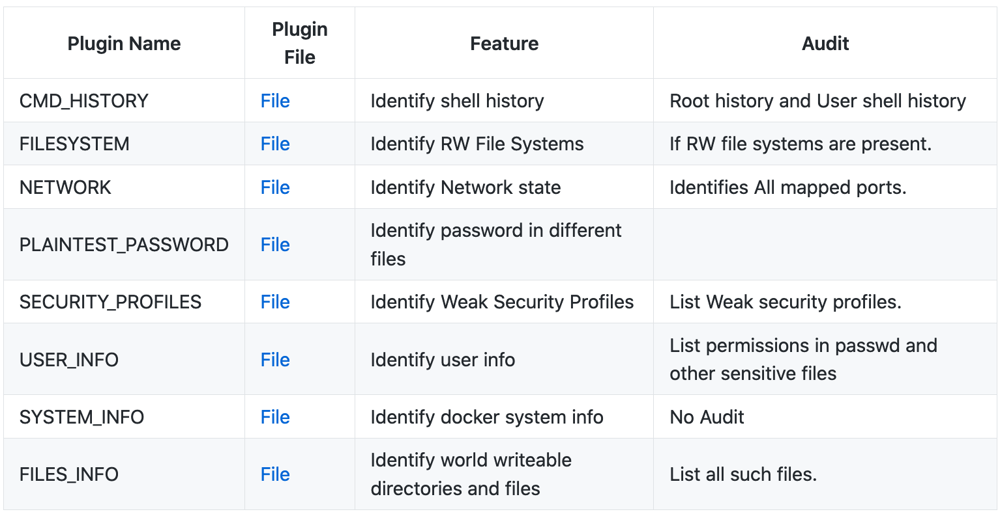 Plugin Name
Plugin
File
Feature
Audit
CMD_HISTORY
File
Identify shell history
Root history and User shell history
FILESYSTEM
File
Identify RW File Systems
If RW file systems are present.
NETWORK
File
Identify Network state
Identifies All mapped ports.
PLAINTEST_PASSWORD
File
Identify password in different
files
SECURITY_PROFILES
File
Identify Weak Security Profiles
List Weak security profiles.
USER_INFO
File
Identify user info
List permissions in passwd and
other sensitive files
SYSTEM_INFO
File
Identify docker system info
No Audit
FILES_INFO
File
Identify world writeable
directories and files
List all such files.